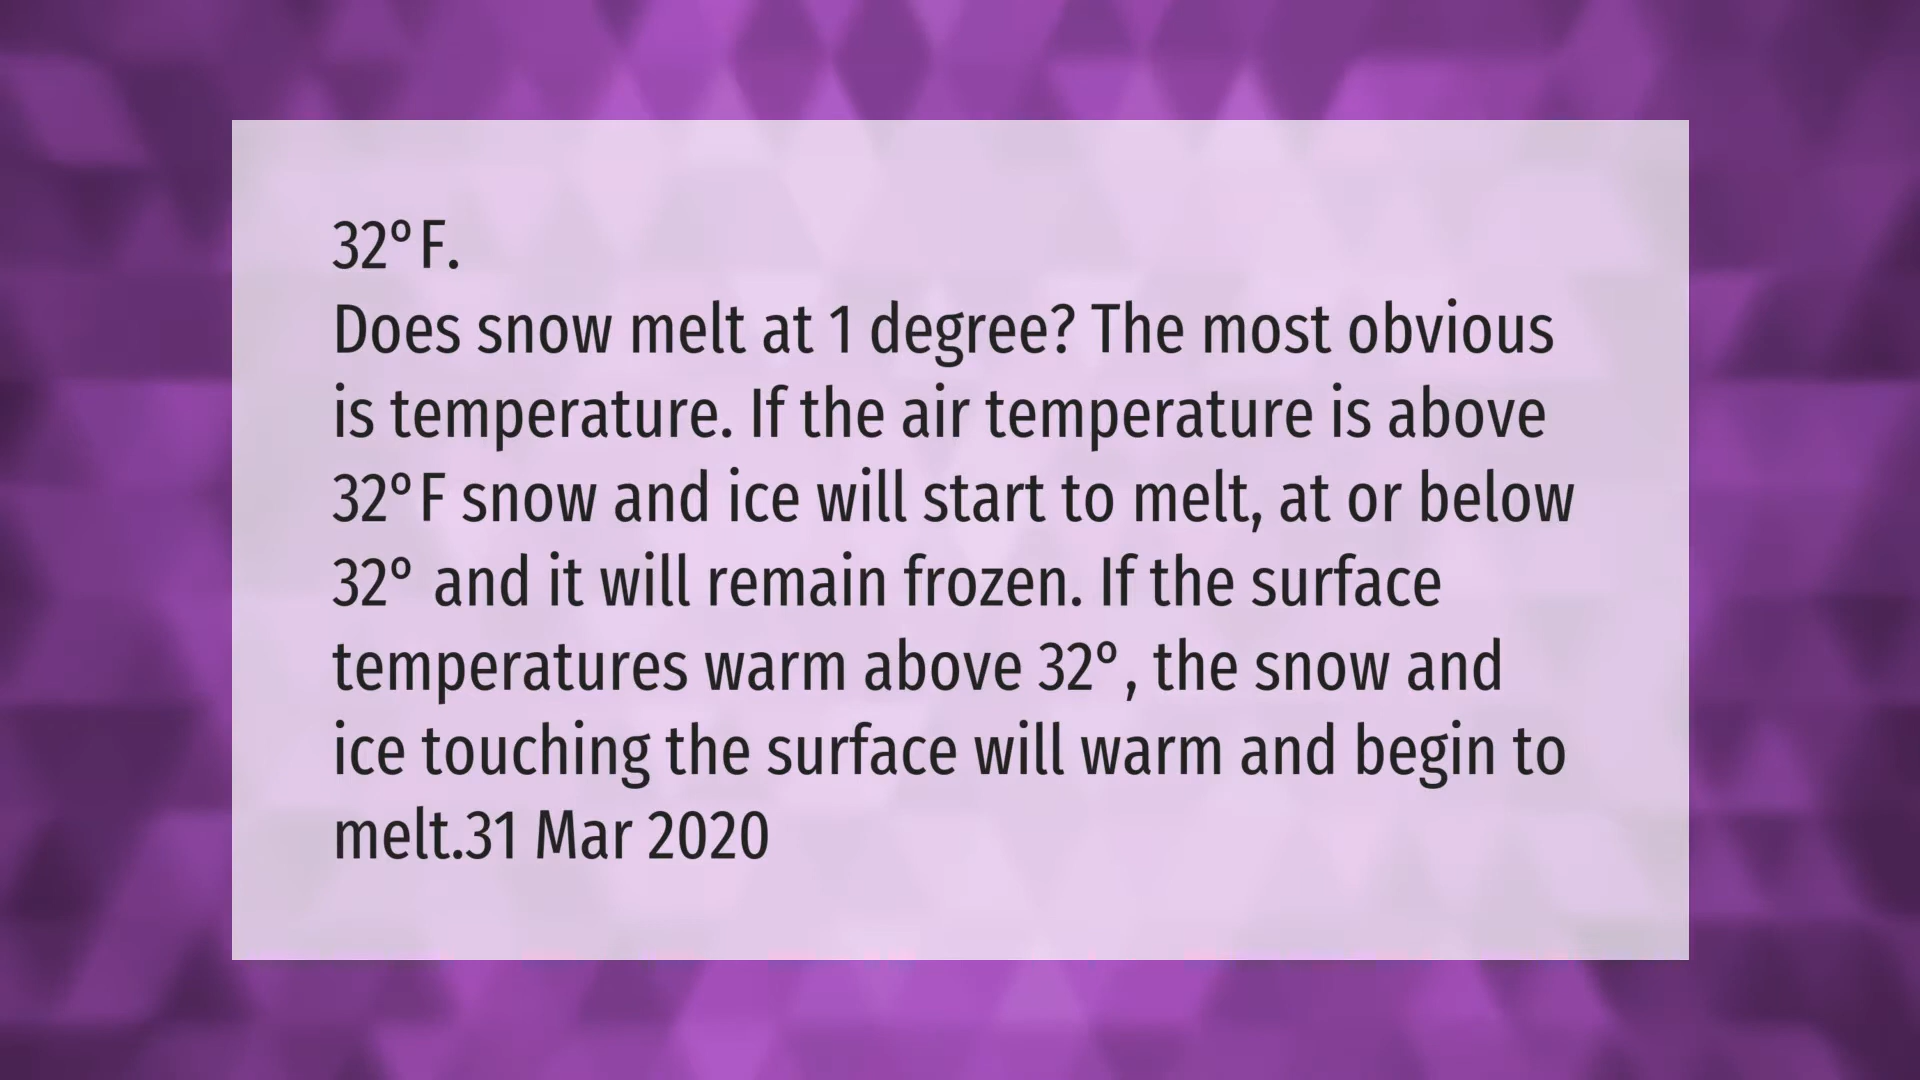 32°F.
Does snow melt at 1 degree? The most obvious
is temperature. If the air temperature is above
32°F snow and ice will start to melt, at or below
32° and it will remain frozen. If the surface
temperatures warm above 32°, the snow and
ice touching the surface will warm and begin to
melt.31 Mar 2020